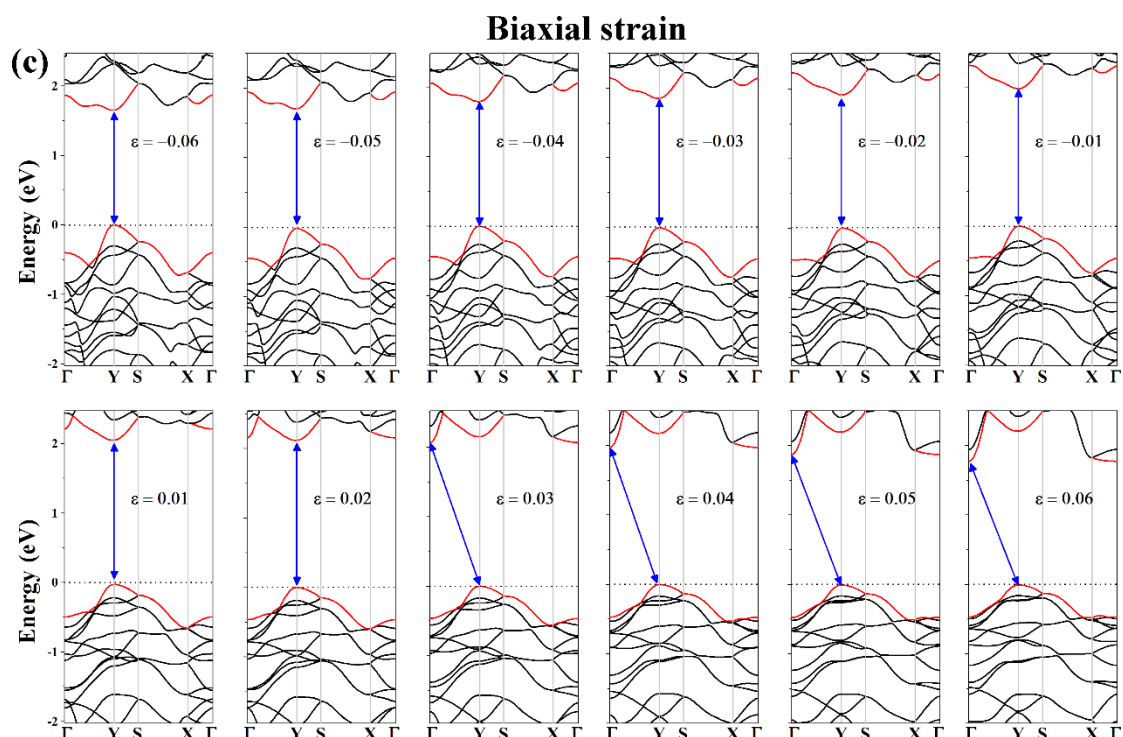 Biaxial strain
(c)
Energy (eV)
2
1
0
-1
-2
ε = −0.06
ε = −0.05
ε = −0.04
ε = −0.03
ε = −0.02
ε = −0.01
Γ Y S X Γ
Γ Y S X Γ
Γ Y S X Γ
Γ Y S X Γ
Γ Y S X Γ
Γ Y S X Γ
Energy (eV)
2
1
0
-1
-2
ε = 0.01
ε = 0.02
ε = 0.03
ε = 0.04
ε = 0.05
ε = 0.06
Γ Y S X Γ
Γ Y S X Γ
Γ Y S X Γ
Γ Y S X Γ
Γ Y S X Γ
Γ Y S X Γ